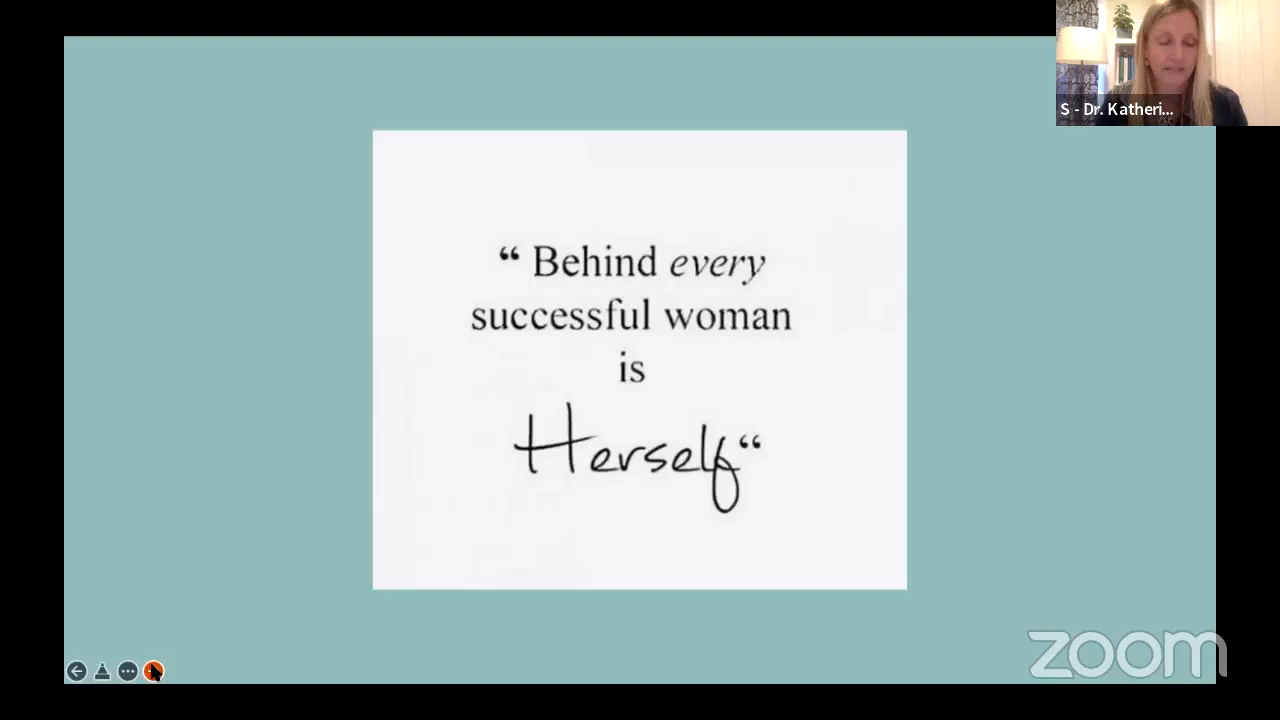 S - Dr. Katheri...
“ Behind every
successful woman
is
Herself“
zoom